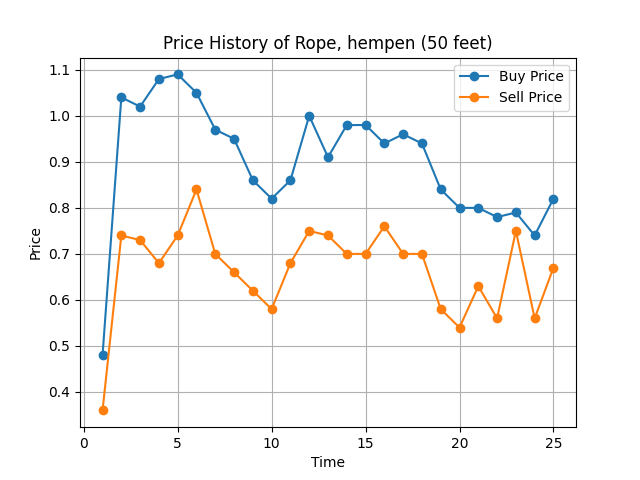 Price History of Rope, hempen (50 feet)
Buy Price
Sell Price
1.1
1.0
0.9
0.8
0.7
0.6
0.5
0.4
Price
0 5 10 15 20 25
Time